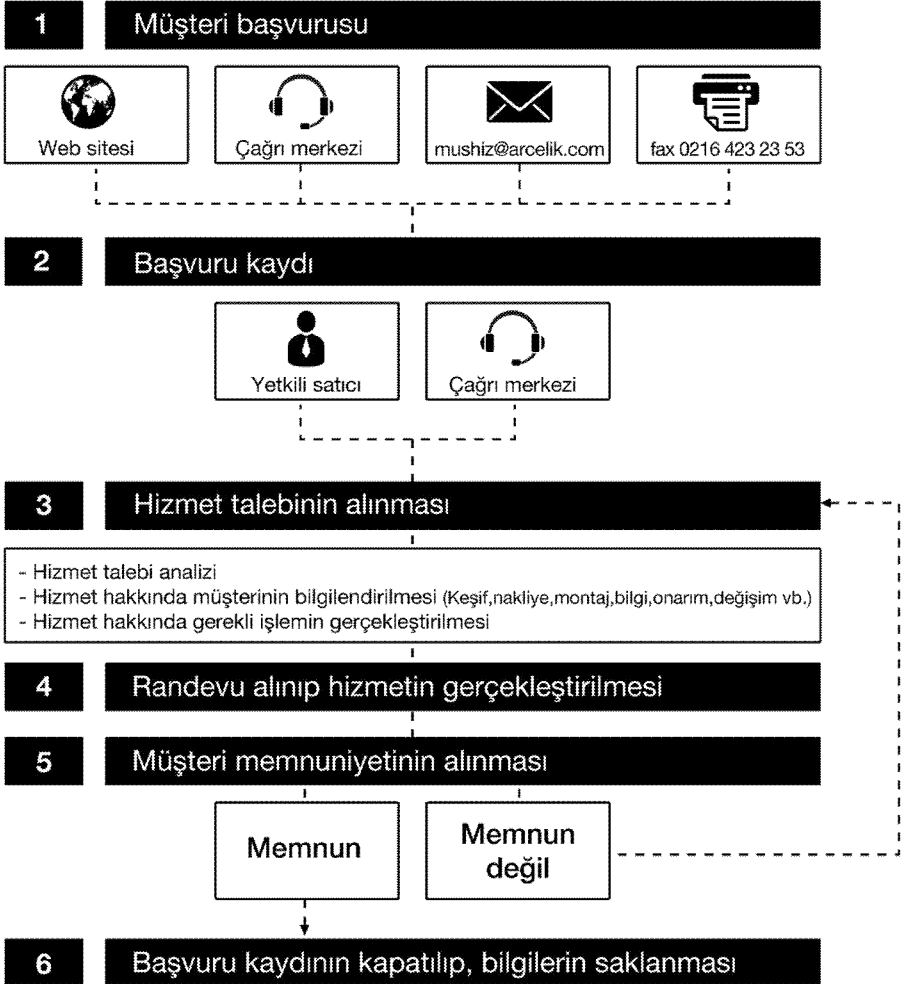 1 Müşteri başvurusu
Web sitesi
Çağrı merkezi
mushiz@arcelik.com
fax 0216 423 23 53
2 Başvuru kaydı
Yetkili satıcı
Çağrı merkezi
3 Hizmet talebinin alınması
- Hizmet talebi analizi
- Hizmet hakkında müşterinin bilgilendirilmesi (Keşif,nakliye,montaj,bilgi,onarım,değişim vb.)
- Hizmet hakkında gerekli işlemin gerçekleştirilmesi
4 Randevu alınıp hizmetin gerçekleştirilmesi
5 Müşteri memnuniyetinin alınması
Memnun
Memnun
değil
6 Başvuru kaydının kapatılıp, bilgilerin saklanması